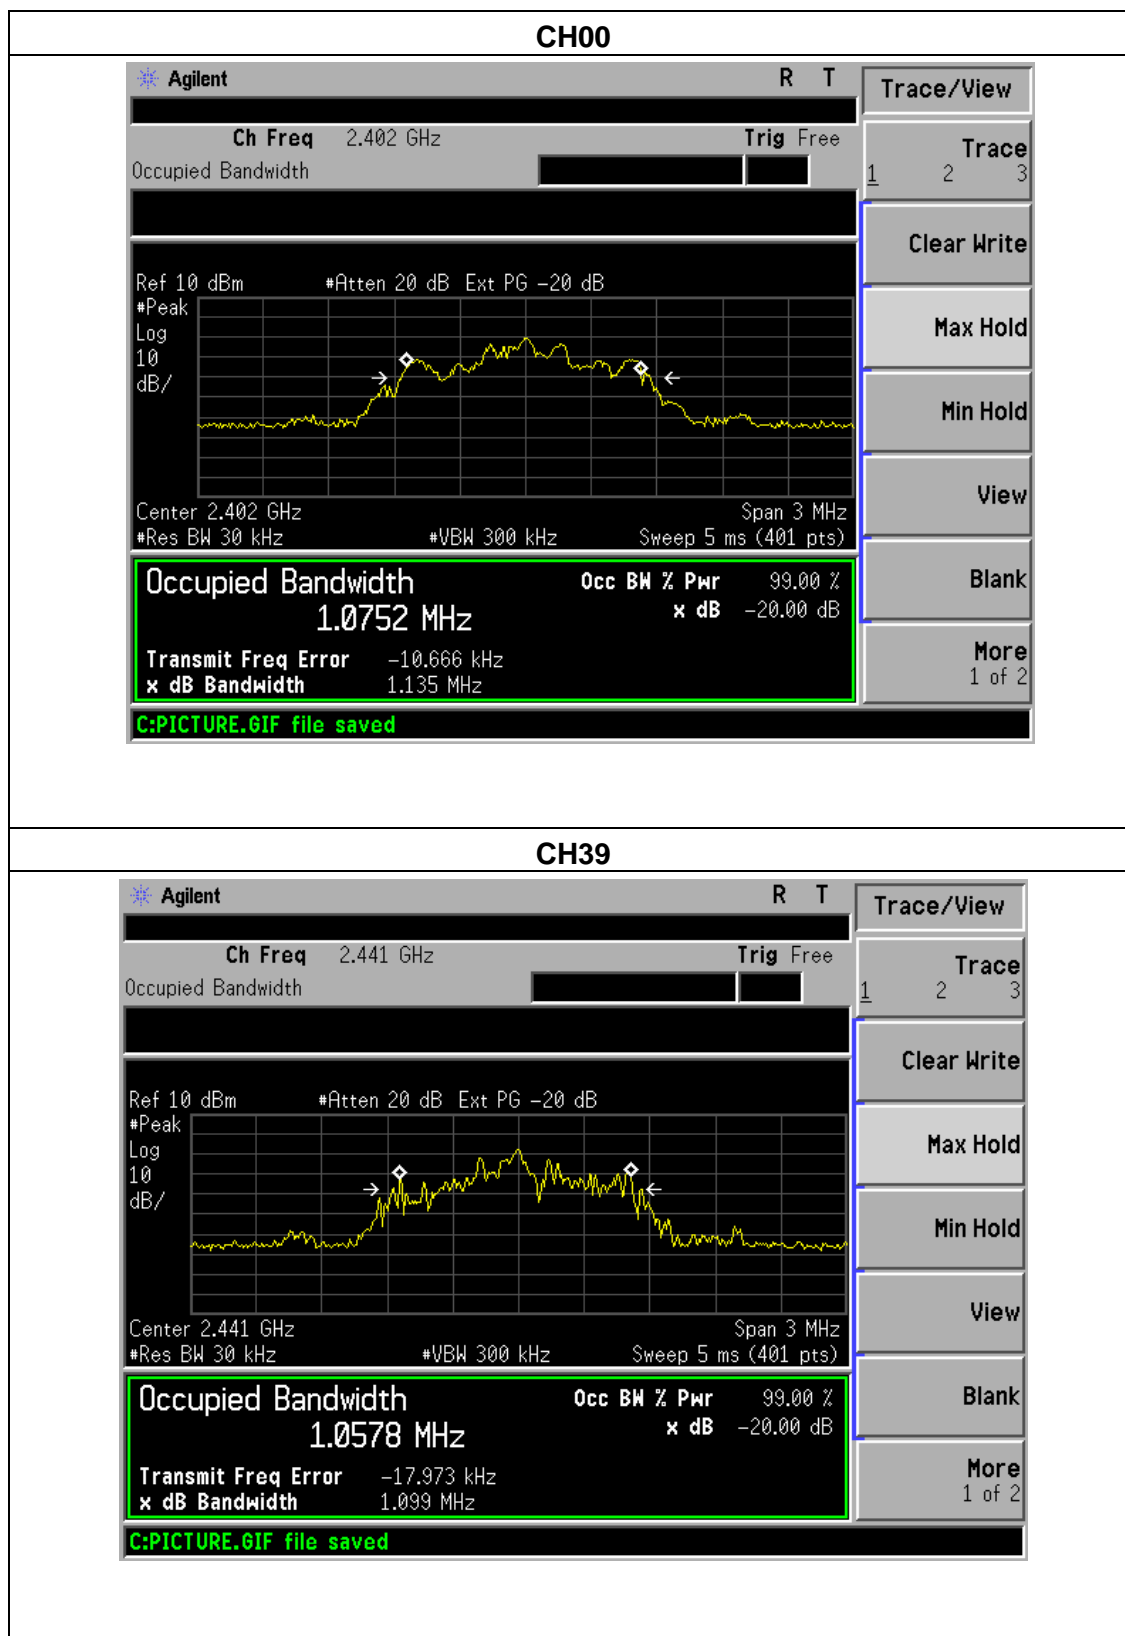 CH00
Agilent R T
Trace/View
Ch Freq 2.402 GHz Trig Free
Occupied Bandwidth
Trace
1 2 3
Clear Write
Ref 10 dBm #Atten 20 dB Ext PG -20 dB
#Peak
Log
10
dB/
Max Hold
Min Hold
View
Center 2.402 GHz Span 3 MHz
#Res BW 30 kHz #VBW 300 kHz Sweep 5 ms (401 pts)
Occupied Bandwidth Occ BW % Pwr 99.00 %
1.0752 MHz x dB -20.00 dB
Blank
Transmit Freq Error -10.666 kHz
x dB Bandwidth 1.135 MHz
More
1 of 2
C:PICTURE.GIF file saved
CH39
Agilent R T
Trace/View
Ch Freq 2.441 GHz Trig Free
Occupied Bandwidth
Trace
1 2 3
Clear Write
Ref 10 dBm #Atten 20 dB Ext PG -20 dB
#Peak
Log
10
dB/
Max Hold
Min Hold
View
Center 2.441 GHz Span 3 MHz
#Res BW 30 kHz #VBW 300 kHz Sweep 5 ms (401 pts)
Occupied Bandwidth Occ BW % Pwr 99.00 %
1.0578 MHz x dB -20.00 dB
Blank
Transmit Freq Error -17.973 kHz
x dB Bandwidth 1.099 MHz
More
1 of 2
C:PICTURE.GIF file saved